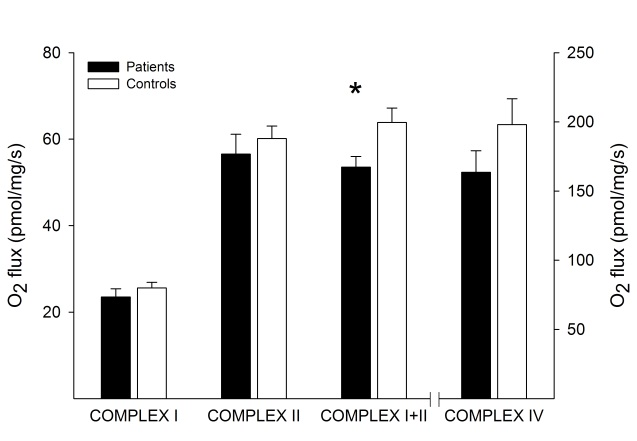 80
60
40
20
O2 flux (pmol/mg/s)
Patients
Controls
*
250
200
150
100
50
O2 flux (pmol/mg/s)
COMPLEX I
COMPLEX II
COMPLEX I+II
COMPLEX IV